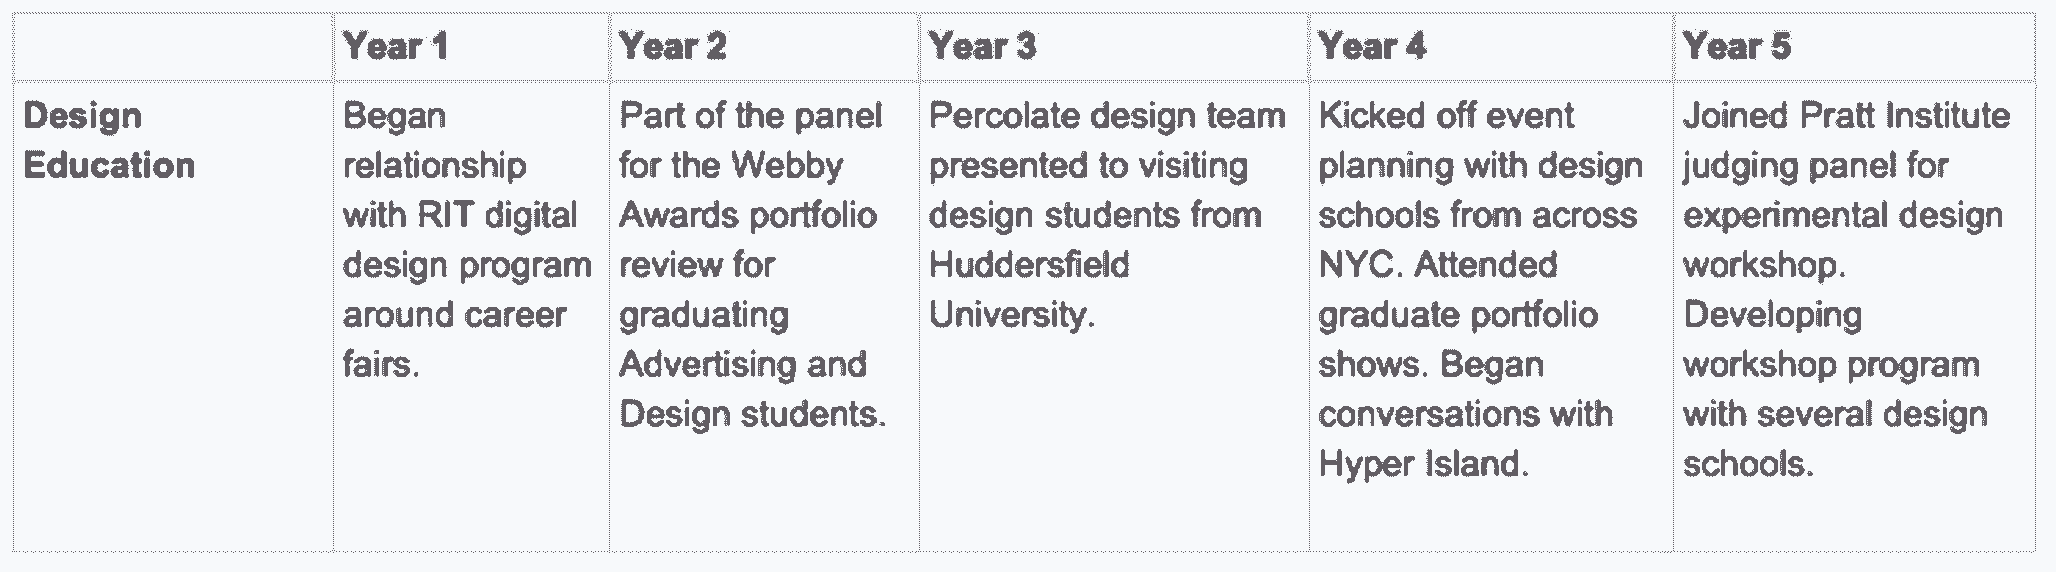 Year 1 Year 2 Year 3 Year 4 Year 5
Design
Education
Began
relationship
with RIT digital
design program
around career
fairs.
Part of the panel
for the Webby
Awards portfolio
review for
graduating
Advertising and
Design students.
Percolate design team
presented to visiting
design students from
Huddersfield
University.
Kicked off event
planning with design
schools from across
NYC. Attended
graduate portfolio
shows. Began
conversations with
Hyper Island.
Joined Pratt Institute
judging panel for
experimental design
workshop.
Developing
workshop program
with several design
schools.